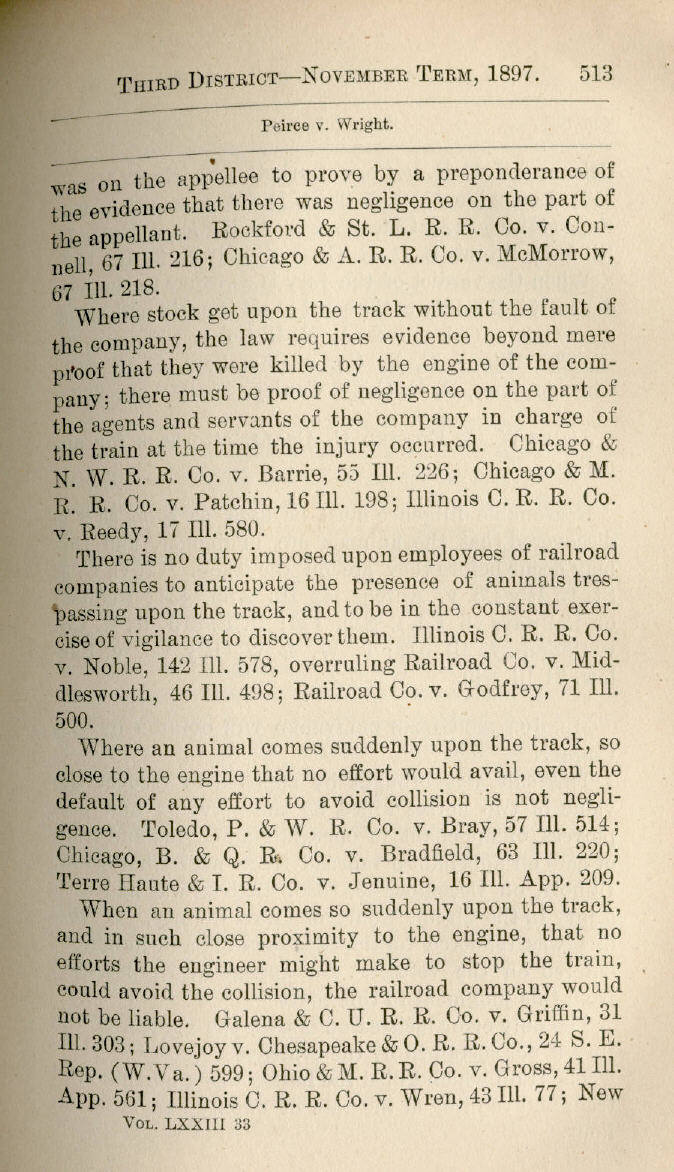 THIRD DISTRICT—NOVEMBER TERM, 1897. 513
Peirce v. Wright.
was on the appellee to prove by a preponderance of
the evidence that there was negligence on the part of
the appellant. Rockford & St. L. R. R. Co. v. Con-
nell, 67 Ill. 216; Chicago & A. R. R. Co. v. McMorrow,
67 Ill. 218.
Where stock get upon the track without the fault of
the company, the law requires evidence beyond mere
proof that they were killed by the engine of the com-
pany; there must be proof of negligence on the part of
the agents and servants of the company in charge of
the train at the time the injury occurred. Chicago &
N. W. R. R. Co. v. Barrie, 55 Ill. 226; Chicago & M.
R. R. Co. v. Patchin, 16 Ill. 198; Illinois C. R. R. Co.
v. Reedy, 17 Ill. 580.
There is no duty imposed upon employees of railroad
companies to anticipate the presence of animals tres-
passing upon the track, and to be in the constant exer-
cise of vigilance to discover them. Illinois C. R. R. Co.
v. Noble, 142 Ill. 578, overruling Railroad Co. v. Mid-
dlesworth, 46 Ill. 498; Railroad Co. v. Godfrey, 71 Ill.
500.
Where an animal comes suddenly upon the track, so
close to the engine that no effort would avail, even the
default of any effort to avoid collision is not negli-
gence. Toledo, P. & W. R. Co. v. Bray, 57 Ill. 514;
Chicago, B. & Q. R. Co. v. Bradfield, 63 Ill. 220;
Terre Haute & I. R. Co. v. Jenuine, 16 Ill. App. 209.
When an animal comes so suddenly upon the track,
and in such close proximity to the engine, that no
efforts the engineer might make to stop the train,
could avoid the collision, the railroad company would
not be liable. Galena & C. U. R. R. Co. v. Griffin, 31
Ill. 303; Lovejoy v. Chesapeake & O. R. R. Co., 24 S. E.
Rep. (W.Va.) 599; Ohio & M. R. R. Co. v. Gross, 41 Ill.
App. 561; Illinois C. R. R. Co. v. Wren, 43 Ill. 77; New
VOL. LXXIII 33